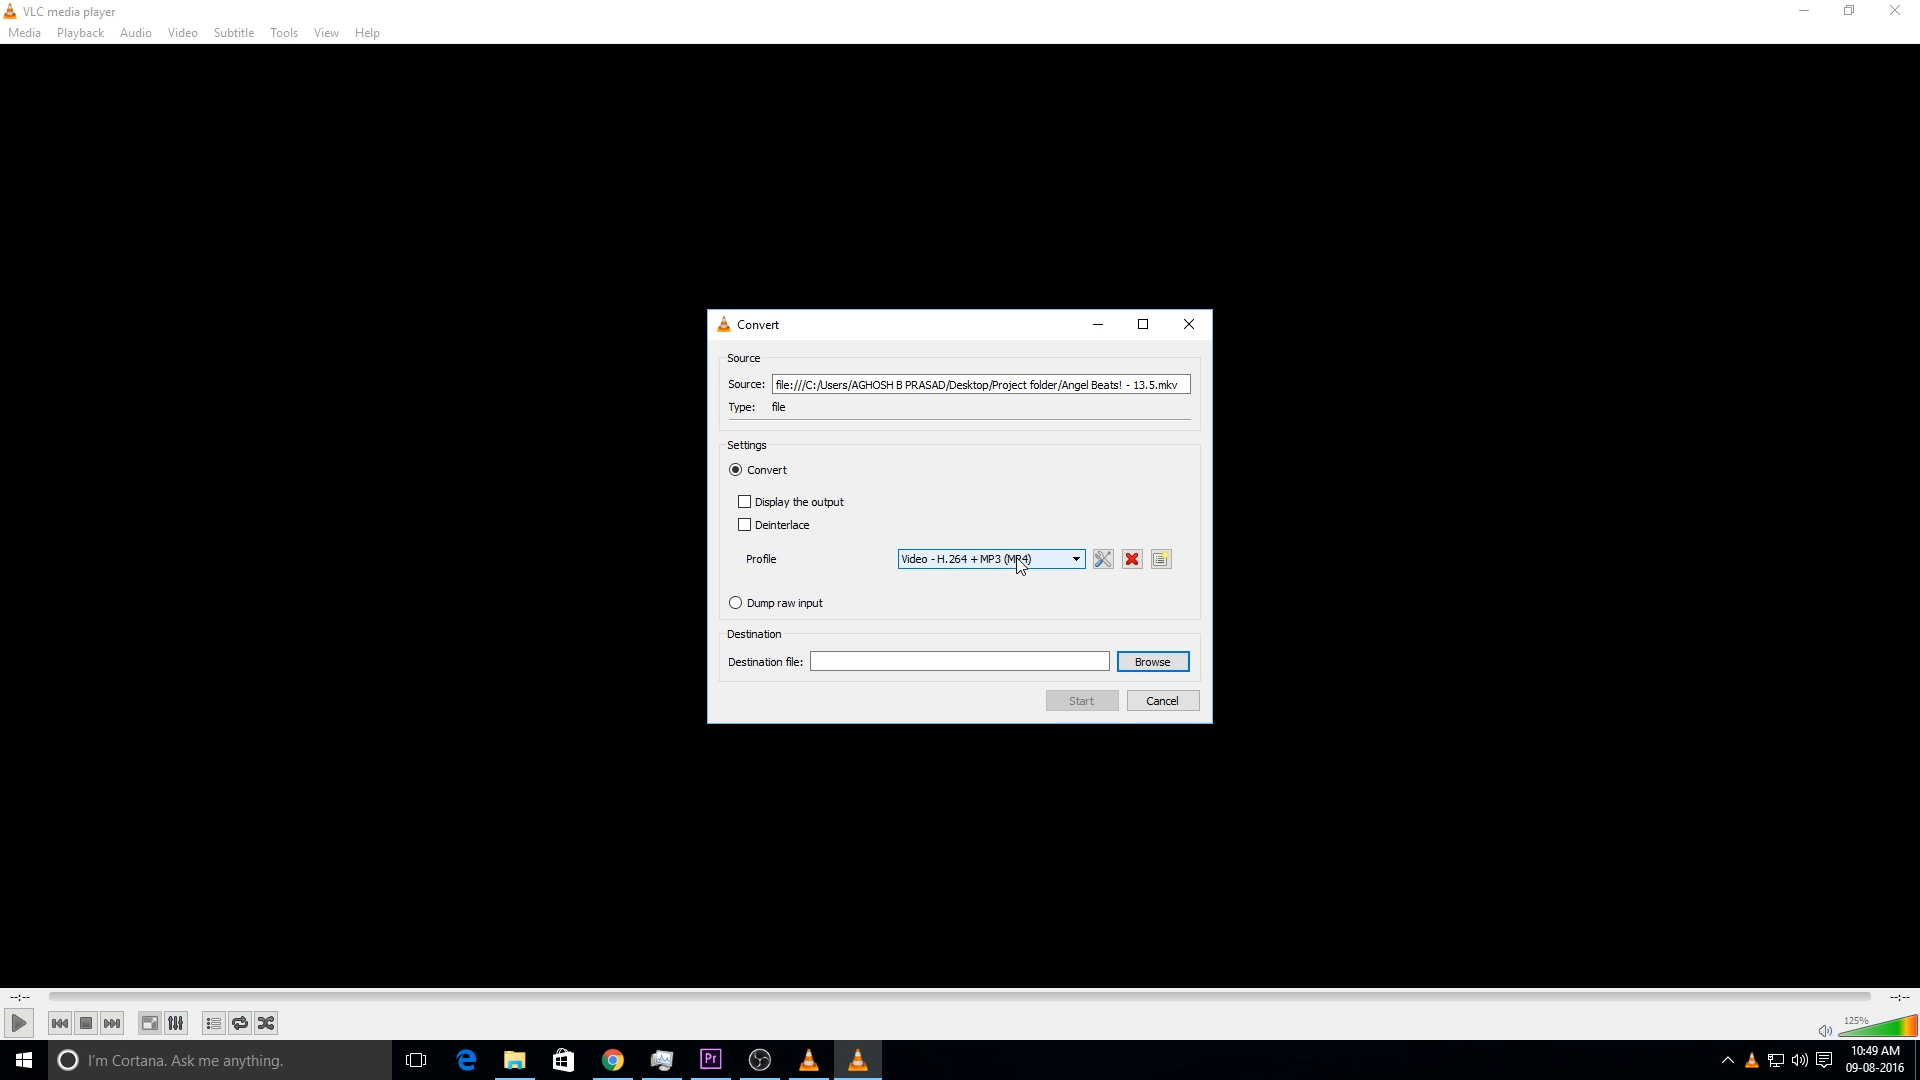 VLC media player
Media Playback Audio Video Subtitle Tools View Help
Convert
Source
Source: file:///C:/Users/AGHOSH B PRASAD/Desktop/Project folder/Angel Beats! - 13.5.mkv
Type: file
Settings
Convert
Display the output
Deinterlace
Profile Video - H.264 + MP3 (MP4)
Dump raw input
Destination
Destination file: Browse
Start Cancel
--:-- --:--
125%
I'm Cortana. Ask me anything.
Pr
10:49 AM
09-08-2016